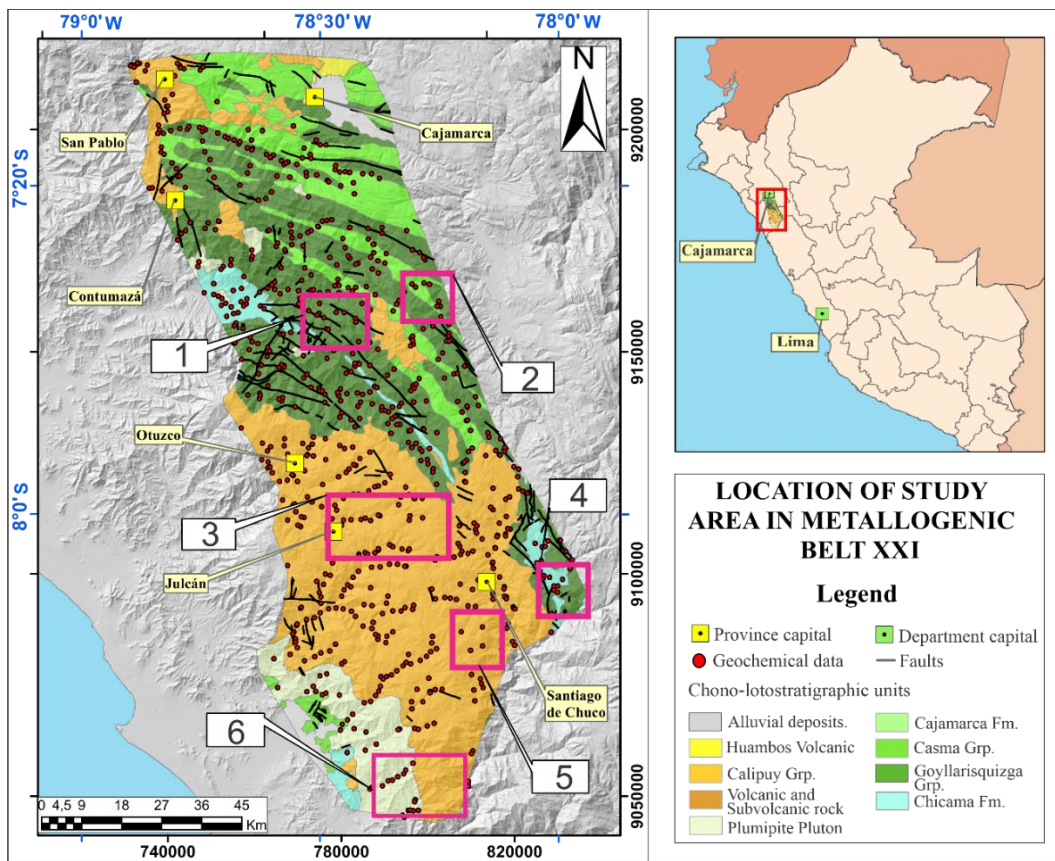 79°0' W
78°30' W
78°0' W
N
San Pablo
Cajamarca
9200000
7°20' S
Contumazá
1
2
9150000
Otuzco
4
3
8°0' S
Julcán
9100000
Santiago
de Chuco
6
5
9050000
0 4,5 9 18 27 36 45
Km
740000
780000
820000
Cajamarca
Lima
LOCATION OF STUDY
AREA IN METALLOGENIC
BELT XXI
Legend
Province capital
Department capital
Geochemical data
Faults
Chono-lotostratigraphic units
Alluvial deposits.
Cajamarca Fm.
Huambos Volcanic
Casma Grp.
Calipuy Grp.
Goyllarisquizga
Grp.
Volcanic and
Subvolcanic rock
Chicama Fm.
Plumipite Pluton